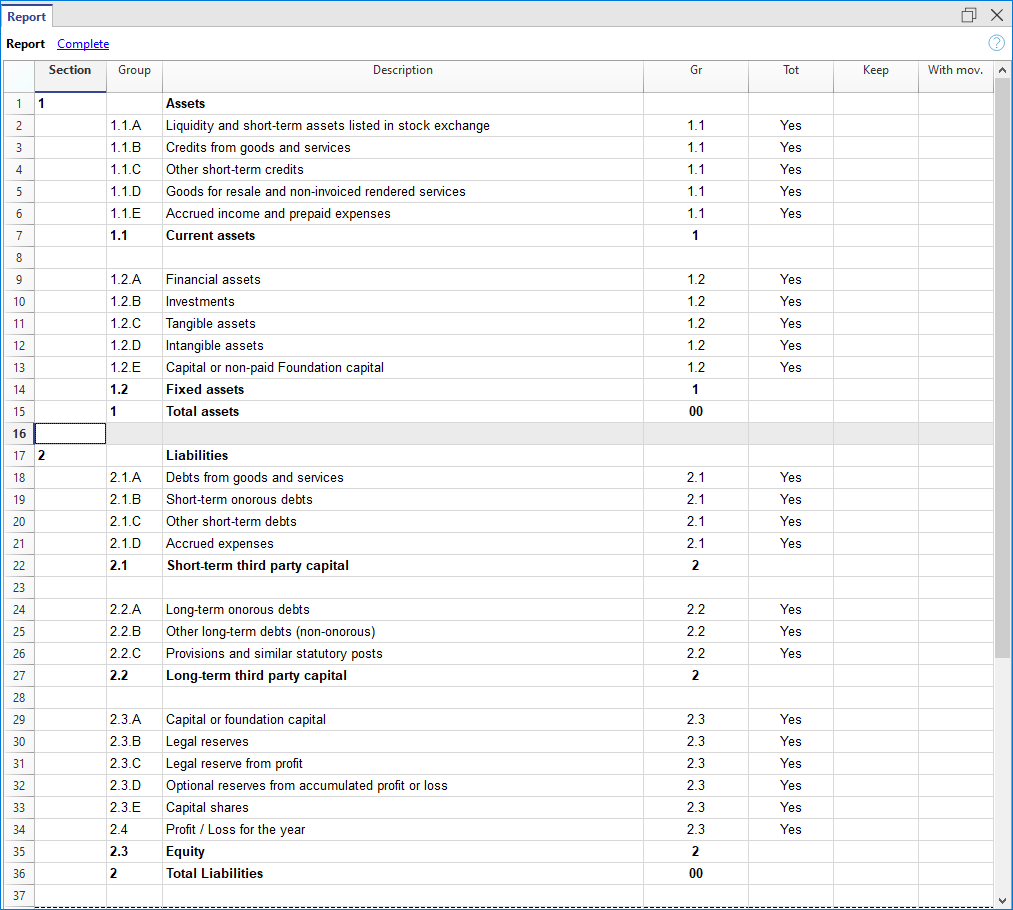 Report
Report Complete
Section Group Description Gr Tot Keep With mov.
1 1 Assets
2 1.1.A Liquidity and short-term assets listed in stock exchange 1.1 Yes
3 1.1.B Credits from goods and services 1.1 Yes
4 1.1.C Other short-term credits 1.1 Yes
5 1.1.D Goods for resale and non-invoiced rendered services 1.1 Yes
6 1.1.E Accrued income and prepaid expenses 1.1 Yes
7 1.1 Current assets 1
8
9 1.2.A Financial assets 1.2 Yes
10 1.2.B Investments 1.2 Yes
11 1.2.C Tangible assets 1.2 Yes
12 1.2.D Intangible assets 1.2 Yes
13 1.2.E Capital or non-paid Foundation capital 1.2 Yes
14 1.2 Fixed assets 1
15 1 Total assets 00
16
17 2 Liabilities
18 2.1.A Debts from goods and services 2.1 Yes
19 2.1.B Short-term onorous debts 2.1 Yes
20 2.1.C Other short-term debts 2.1 Yes
21 2.1.D Accrued expenses 2.1 Yes
22 2.1 Short-term third party capital 2
23
24 2.2.A Long-term onorous debts 2.2 Yes
25 2.2.B Other long-term debts (non-onorous) 2.2 Yes
26 2.2.C Provisions and similar statutory posts 2.2 Yes
27 2.2 Long-term third party capital 2
28
29 2.3.A Capital or foundation capital 2.3 Yes
30 2.3.B Legal reserves 2.3 Yes
31 2.3.C Legal reserve from profit 2.3 Yes
32 2.3.D Optional reserves from accumulated profit or loss 2.3 Yes
33 2.3.E Capital shares 2.3 Yes
34 2.4 Profit / Loss for the year 2.3 Yes
35 2.3 Equity 2
36 2 Total Liabilities 00
37